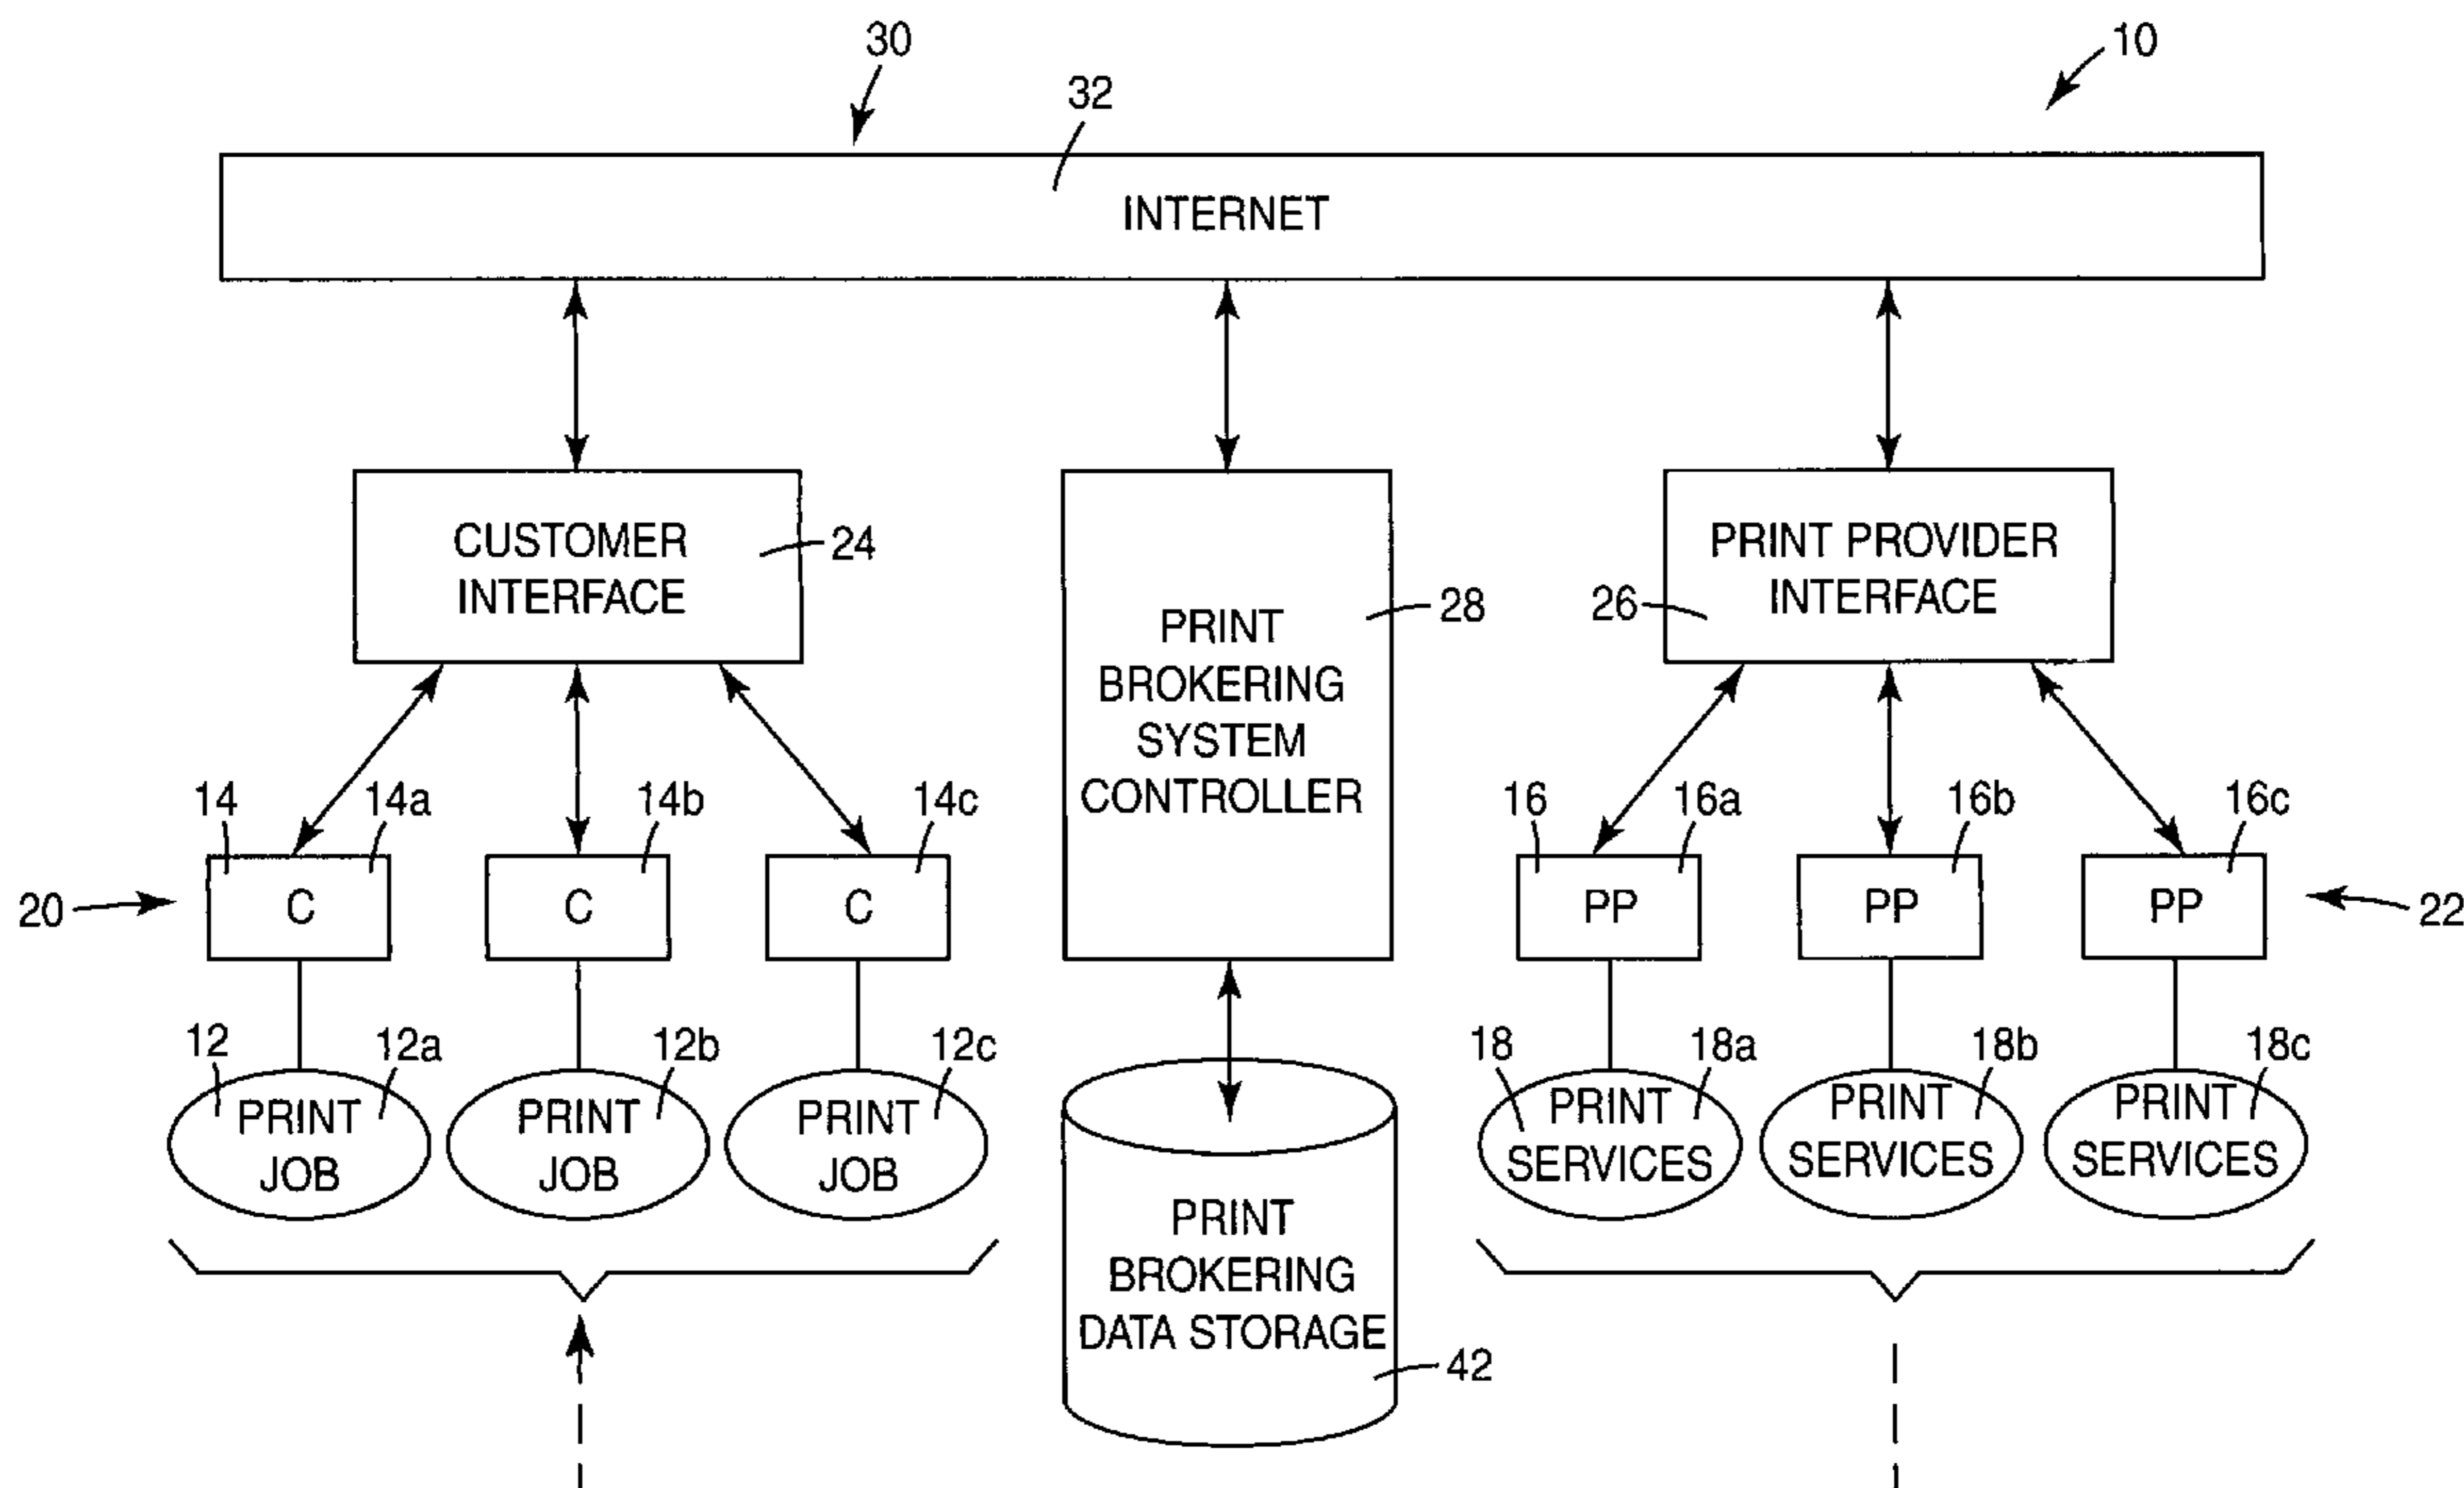 30
10
32
INTERNET
CUSTOMER
INTERFACE
24
PRINT
BROKERING
SYSTEM
CONTROLLER
28
PRINT PROVIDER
INTERFACE
26
14
14a
14b
14c
16
16a
16b
16c
20
C
C
C
PP
PP
PP
22
12
12a
12b
12c
18
18a
18b
18c
PRINT
JOB
PRINT
JOB
PRINT
JOB
PRINT
SERVICES
PRINT
SERVICES
PRINT
SERVICES
PRINT
BROKERING
DATA STORAGE
42